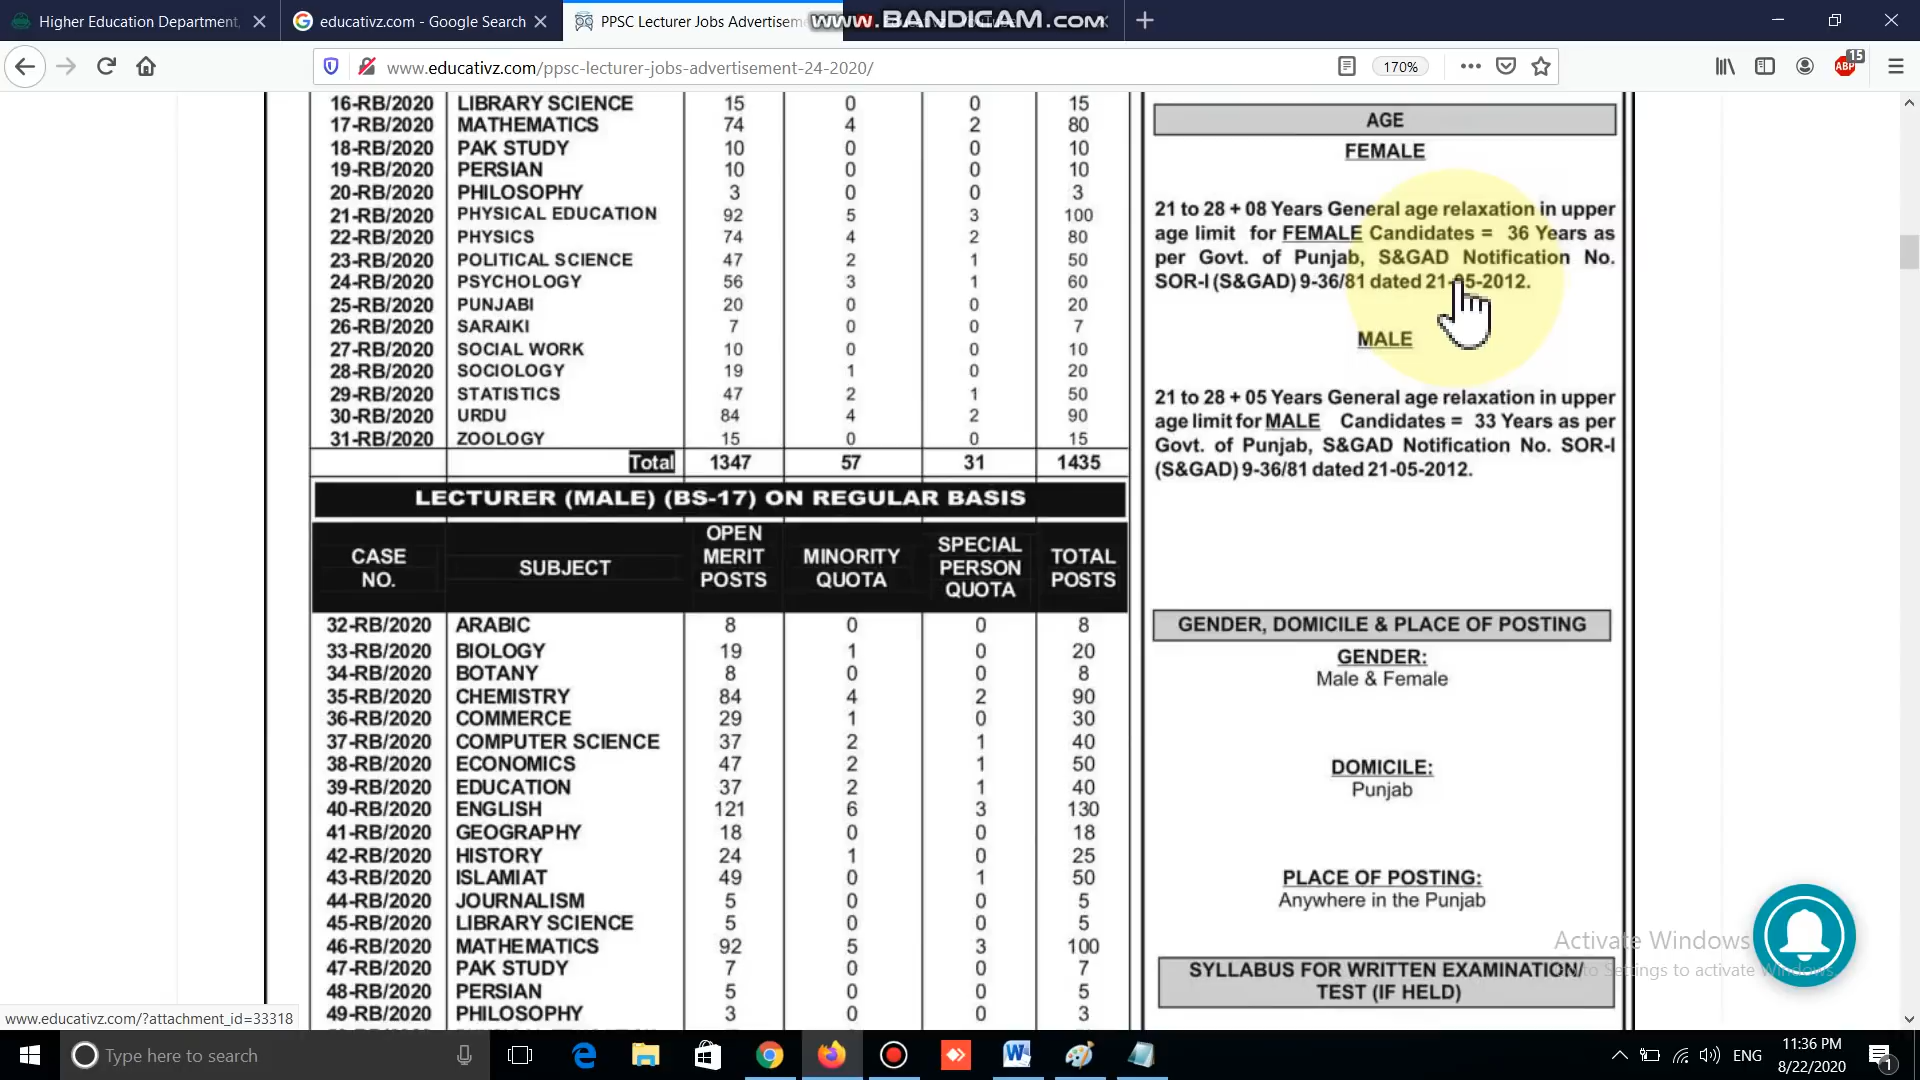 Higher Education Department,
educativz.com - Google Search
PPSC Lecturer Jobs Advertiseme
www.BANDICAM.com
www.educativz.com/ppsc-lecturer-jobs-advertisement-24-2020/
170%
15
ABP
16-RB/2020 LIBRARY SCIENCE 15 0 0 15
17-RB/2020 MATHEMATICS 74 4 2 80
18-RB/2020 PAK STUDY 10 0 0 10
19-RB/2020 PERSIAN 10 0 0 10
20-RB/2020 PHILOSOPHY 3 0 0 3
21-RB/2020 PHYSICAL EDUCATION 92 5 3 100
22-RB/2020 PHYSICS 74 4 2 80
23-RB/2020 POLITICAL SCIENCE 47 2 1 50
24-RB/2020 PSYCHOLOGY 56 3 1 60
25-RB/2020 PUNJABI 20 0 0 20
26-RB/2020 SARAIKI 7 0 0 7
27-RB/2020 SOCIAL WORK 10 0 0 10
28-RB/2020 SOCIOLOGY 19 1 0 20
29-RB/2020 STATISTICS 47 2 1 50
30-RB/2020 URDU 84 4 2 90
31-RB/2020 ZOOLOGY 15 0 0 15
Total 1347 57 31 1435
LECTURER (MALE) (BS-17) ON REGULAR BASIS
CASE NO. SUBJECT OPEN MERIT POSTS MINORITY QUOTA SPECIAL PERSON QUOTA TOTAL POSTS
32-RB/2020 ARABIC 8 0 0 8
33-RB/2020 BIOLOGY 19 1 0 20
34-RB/2020 BOTANY 8 0 0 8
35-RB/2020 CHEMISTRY 84 4 2 90
36-RB/2020 COMMERCE 29 1 0 30
37-RB/2020 COMPUTER SCIENCE 37 2 1 40
38-RB/2020 ECONOMICS 47 2 1 50
39-RB/2020 EDUCATION 37 2 1 40
40-RB/2020 ENGLISH 121 6 3 130
41-RB/2020 GEOGRAPHY 18 0 0 18
42-RB/2020 HISTORY 24 1 0 25
43-RB/2020 ISLAMIAT 49 0 1 50
44-RB/2020 JOURNALISM 5 0 0 5
45-RB/2020 LIBRARY SCIENCE 5 0 0 5
46-RB/2020 MATHEMATICS 92 5 3 100
47-RB/2020 PAK STUDY 7 0 0 7
48-RB/2020 PERSIAN 5 0 0 5
49-RB/2020 PHILOSOPHY 3 0 0 3
AGE
FEMALE
21 to 28 + 08 Years General age relaxation in upper
age limit for FEMALE Candidates = 36 Years as
per Govt. of Punjab, S&GAD Notification No.
SOR-I (S&GAD) 9-36/81 dated 21-05-2012.
MALE
21 to 28 + 05 Years General age relaxation in upper
age limit for MALE Candidates = 33 Years as per
Govt. of Punjab, S&GAD Notification No. SOR-I
(S&GAD) 9-36/81 dated 21-05-2012.
GENDER, DOMICILE & PLACE OF POSTING
GENDER:
Male & Female
DOMICILE:
Punjab
PLACE OF POSTING:
Anywhere in the Punjab
SYLLABUS FOR WRITTEN EXAMINATION/
TEST (IF HELD)
Activate Windows
Go to Settings to activate Windows.
www.educativz.com/?attachment_id=33318
Type here to search
ENG
11:36 PM
8/22/2020
1